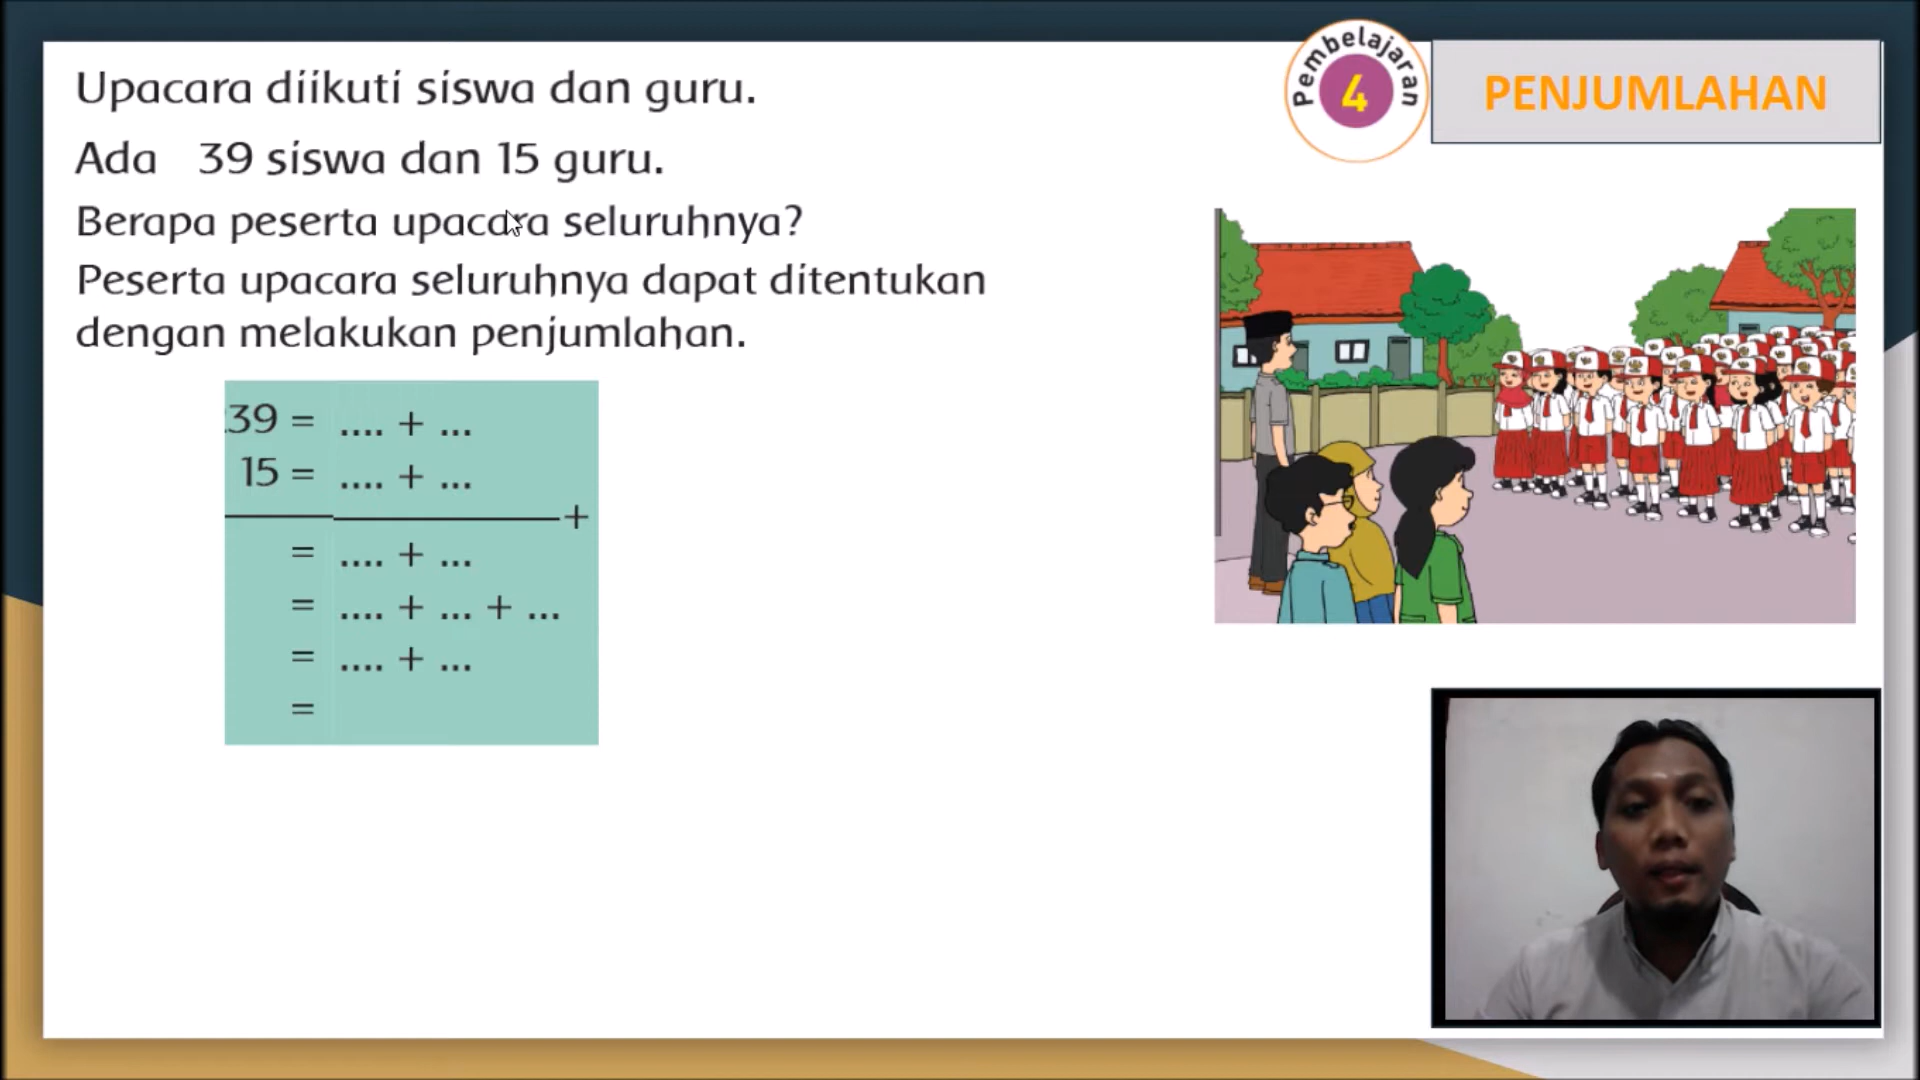 Upacara diikuti siswa dan guru.
Ada 39 siswa dan 15 guru.
Berapa peserta upacara seluruhnya?
Peserta upacara seluruhnya dapat ditentukan
dengan melakukan penjumlahan.
39 = .... + ...
15 = .... + ...
+
= .... + ...
= .... + ... + ...
= .... + ...
=
Pembelajaran
4
PENJUMLAHAN